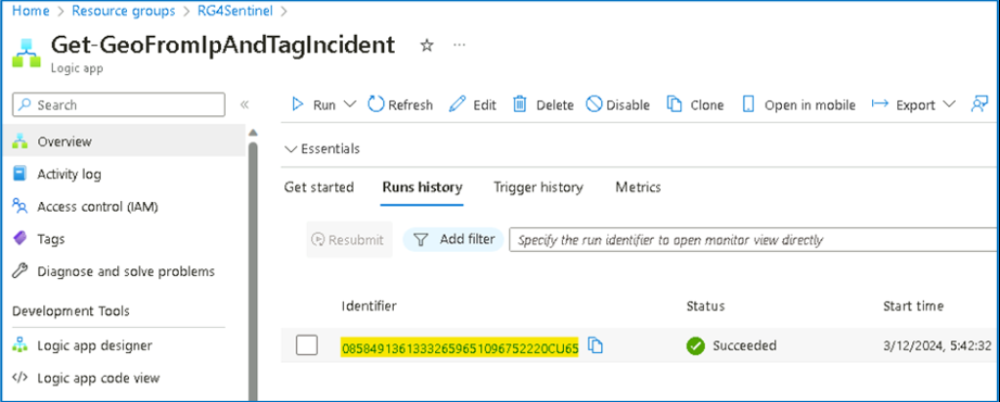 Home > Resource groups > RG4Sentinel >
Get-GeoFromIpAndTagIncident
Logic app
Search
Overview
Activity log
Access control (IAM)
Tags
Diagnose and solve problems
Development Tools
Logic app designer
Logic app code view
Run Refresh Edit Delete Disable Clone Open in mobile Export
Essentials
Get started Runs history Trigger history Metrics
Resubmit Add filter Specify the run identifier to open monitor view directly
Identifier Status Start time
08584913613332659651096752220CU65 Succeeded 3/12/2024, 5:42:32